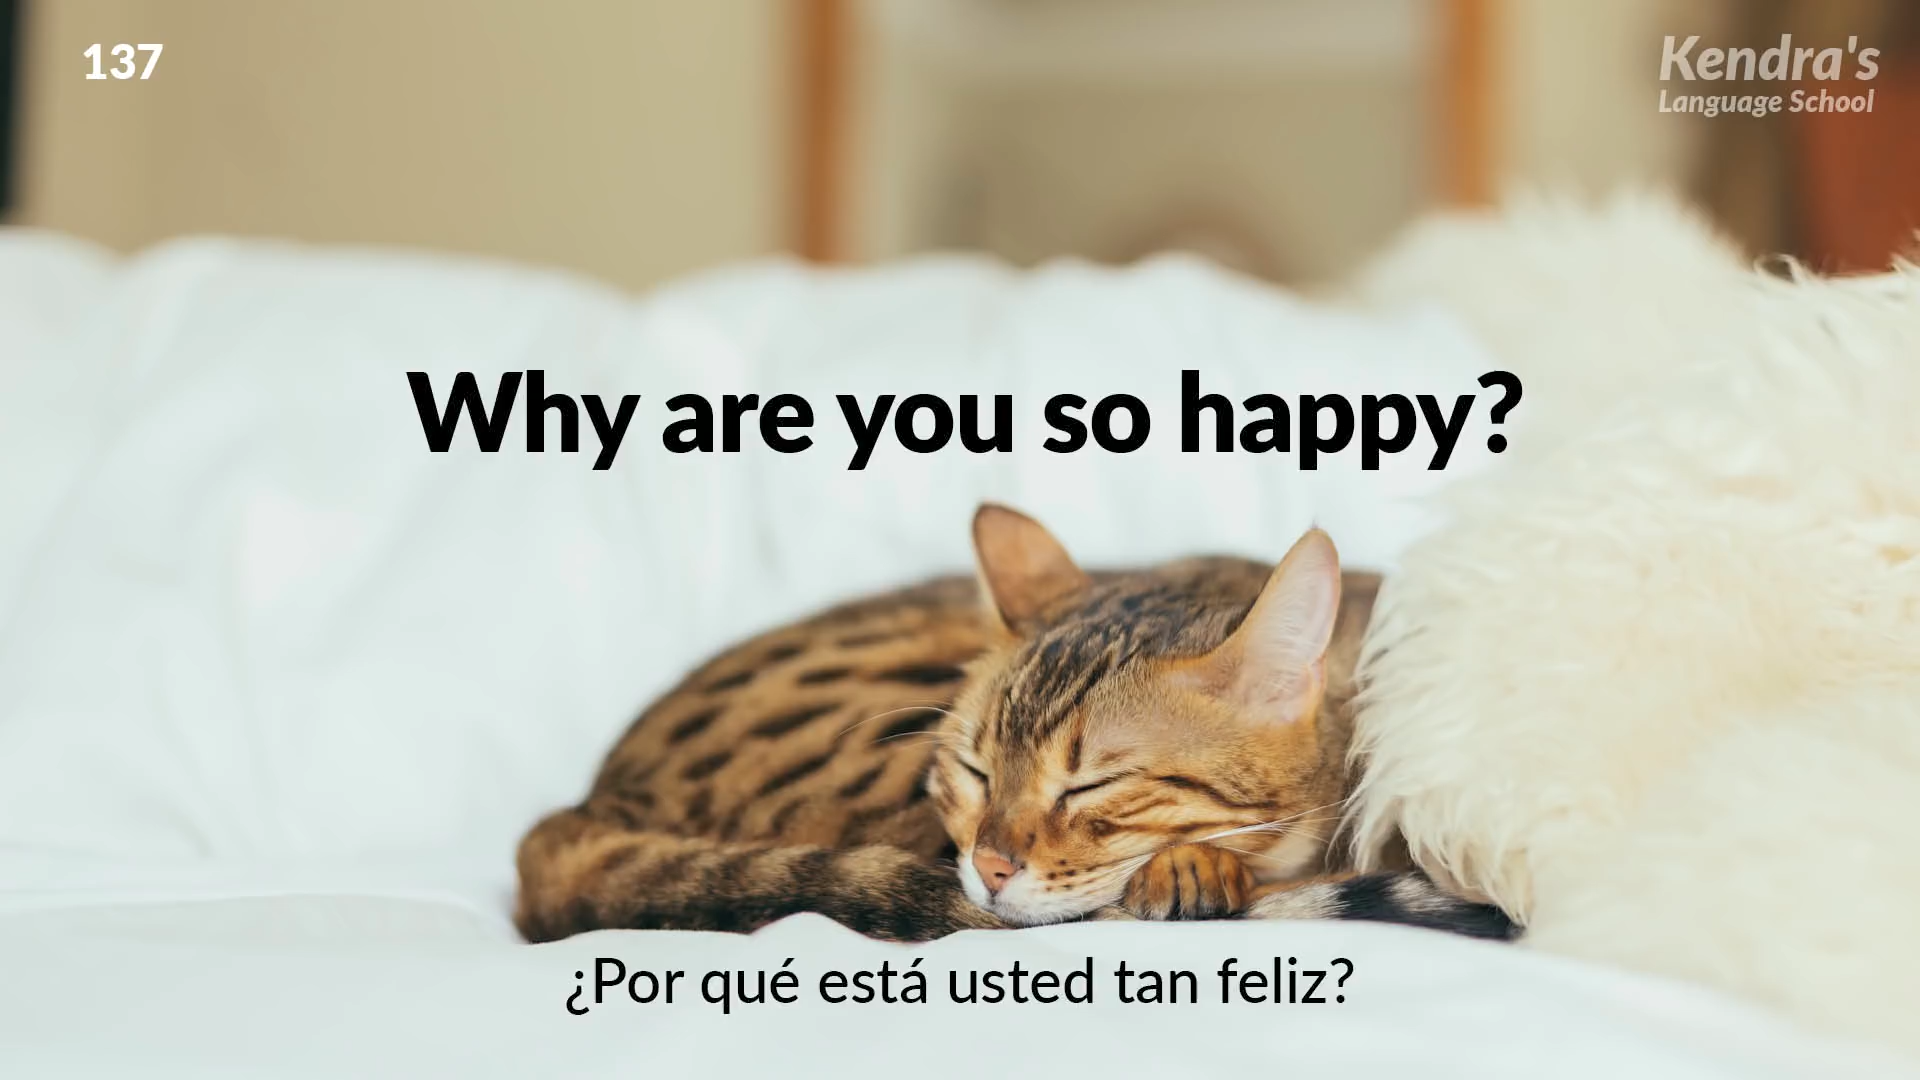 137
Kendra's
Language School
Why are you so happy?
¿Por qué está usted tan feliz?